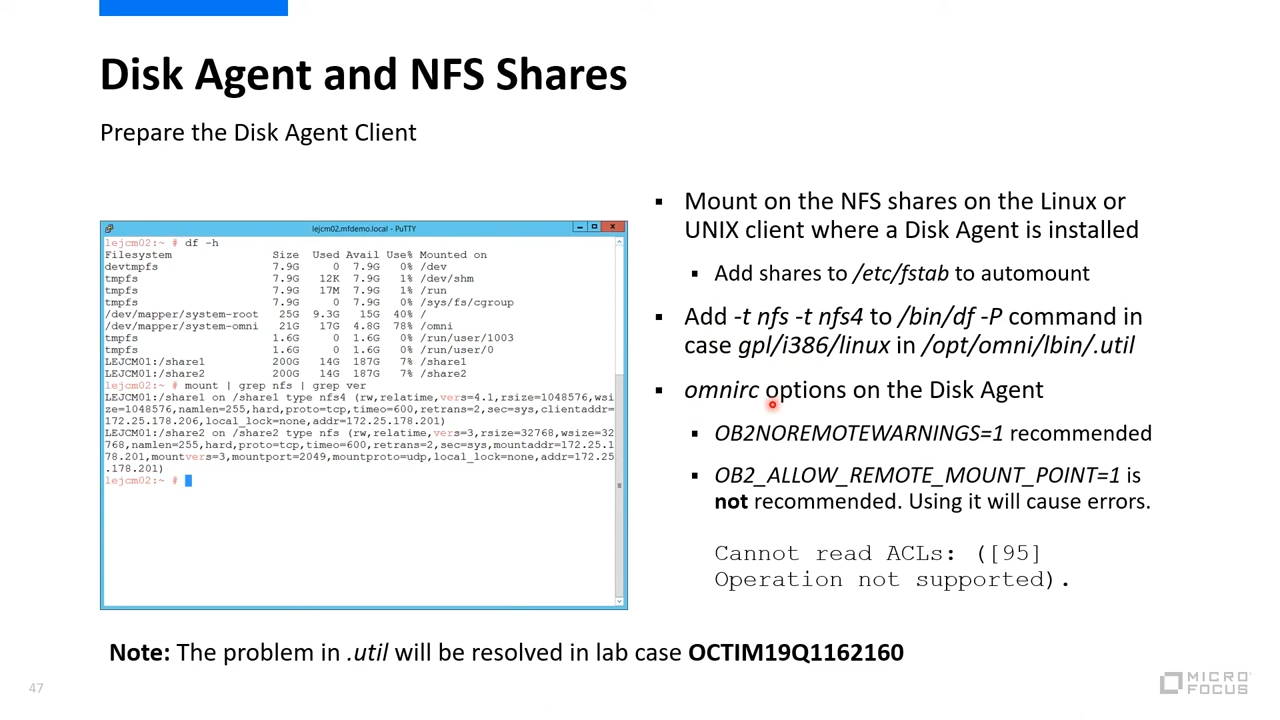 Disk Agent and NFS Shares
Prepare the Disk Agent Client
lejcm02.mfdemo.local - PuTTY
lejcm02:~ # df -h
Filesystem Size Used Avail Use% Mounted on
devtmpfs 7.9G 0 7.9G 0% /dev
tmpfs 7.9G 12K 7.9G 1% /dev/shm
tmpfs 7.9G 17M 7.9G 1% /run
tmpfs 7.9G 0 7.9G 0% /sys/fs/cgroup
/dev/mapper/system-root 25G 9.3G 15G 40% /
/dev/mapper/system-omni 21G 17G 4.8G 78% /omni
tmpfs 1.6G 0 1.6G 0% /run/user/1003
tmpfs 1.6G 0 1.6G 0% /run/user/0
LEJCM01:/share1 200G 14G 187G 7% /share1
LEJCM01:/share2 200G 14G 187G 7% /share2
lejcm02:~ # mount | grep nfs | grep ver
LEJCM01:/share1 on /share1 type nfs4 (rw,relatime,vers=4.1,rsize=1048576,wsi
ze=1048576,namlen=255,hard,proto=tcp,timeo=600,retrans=2,sec=sys,clientaddr=
172.25.178.206,local_lock=none,addr=172.25.178.201)
LEJCM01:/share2 on /share2 type nfs (rw,relatime,vers=3,rsize=32768,wsize=32
768,namlen=255,hard,proto=tcp,timeo=600,retrans=2,sec=sys,mountaddr=172.25.1
78.201,mountvers=3,mountport=2049,mountproto=udp,local_lock=none,addr=172.25
.178.201)
lejcm02:~ #
▪ Mount on the NFS shares on the Linux or
UNIX client where a Disk Agent is installed
▪ Add shares to /etc/fstab to automount
▪ Add -t nfs -t nfs4 to /bin/df -P command in
case gpl/i386/linux in /opt/omni/lbin/.util
▪ omnirc options on the Disk Agent
▪ OB2NOREMOTEWARNINGS=1 recommended
▪ OB2_ALLOW_REMOTE_MOUNT_POINT=1 is
not recommended. Using it will cause errors.
Cannot read ACLs: ([95]
Operation not supported).
Note: The problem in .util will be resolved in lab case OCTIM19Q1162160
47
MICRO
FOCUS